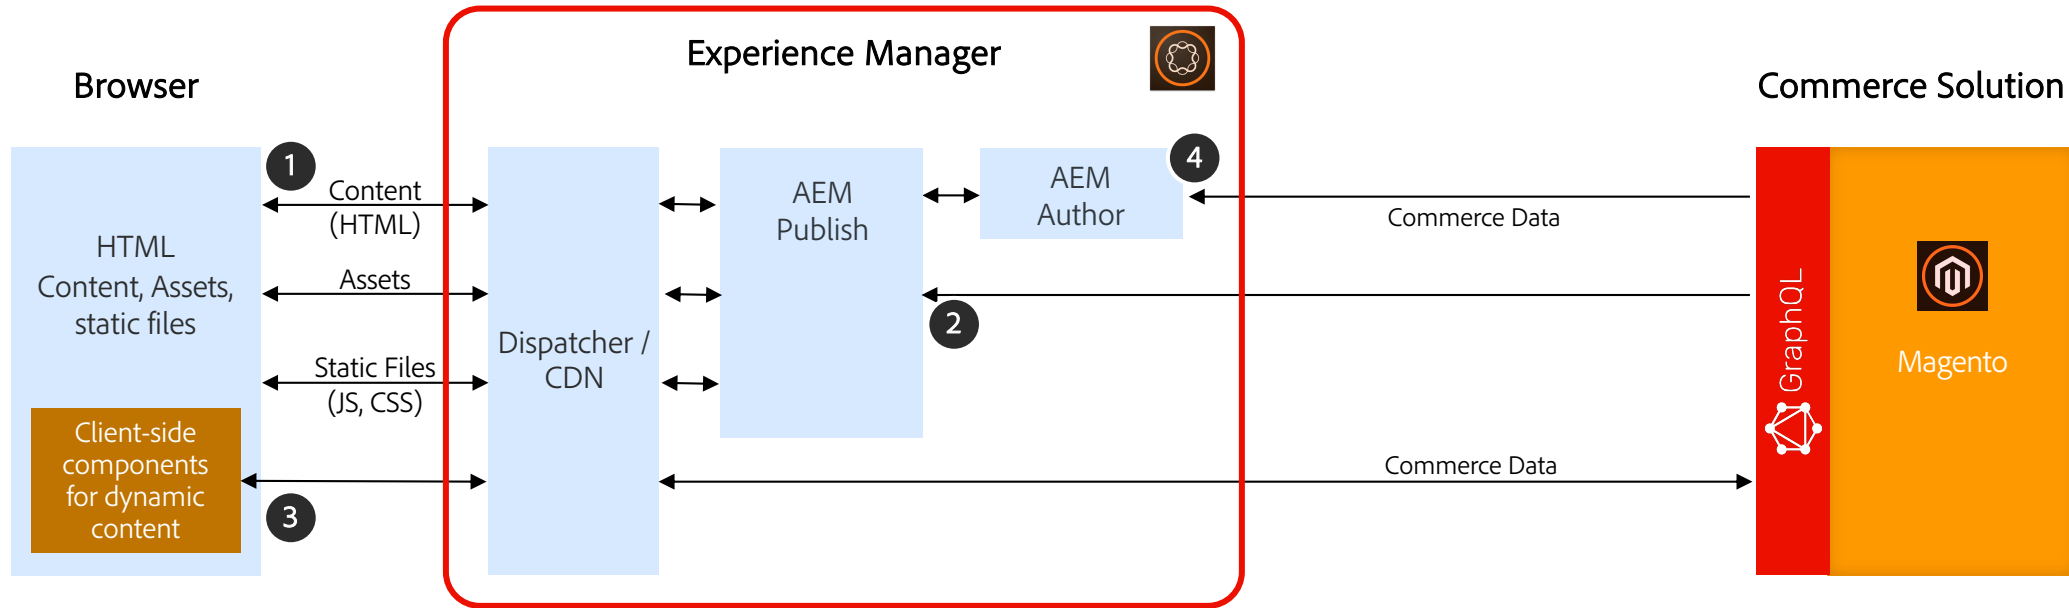 Experience Manager
Browser
Commerce Solution
1
Content
(HTML)
Assets
Static Files
(JS, CSS)
HTML
Content, Assets,
static files
Client-side
components
for dynamic
content
3
Dispatcher /
CDN
AEM
Publish
2
AEM
Author
4
Commerce Data
Commerce Data
GraphQL
Magento